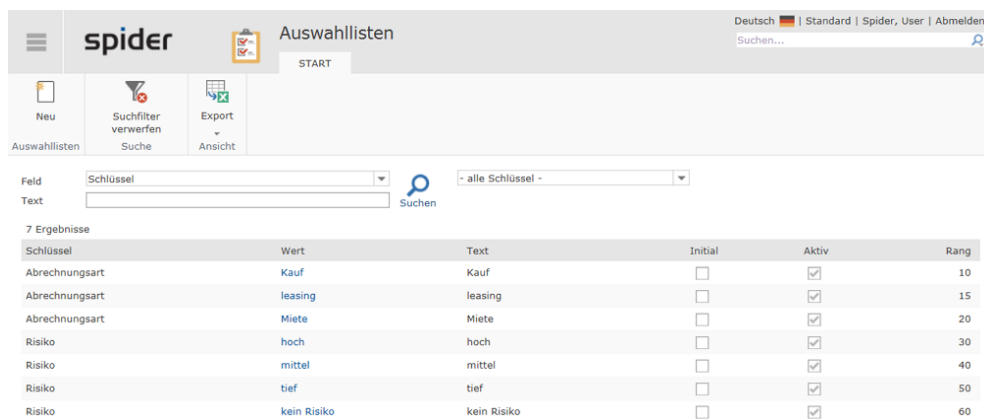 Deutsch | Standard | Spider, User | Abmelden
spider
Auswahllisten
Suchen...
START
Neu
Suchfilter verwerfen
Export
Auswahllisten
Suche
Ansicht
Feld
Schlüssel
- alle Schlüssel -
Text
Suchen
7 Ergebnisse
Schlüssel Wert Text Initial Aktiv Rang
Abrechnungsart Kauf Kauf 10
Abrechnungsart leasing leasing 15
Abrechnungsart Miete Miete 20
Risiko hoch hoch 30
Risiko mittel mittel 40
Risiko tief tief 50
Risiko kein Risiko kein Risiko 60